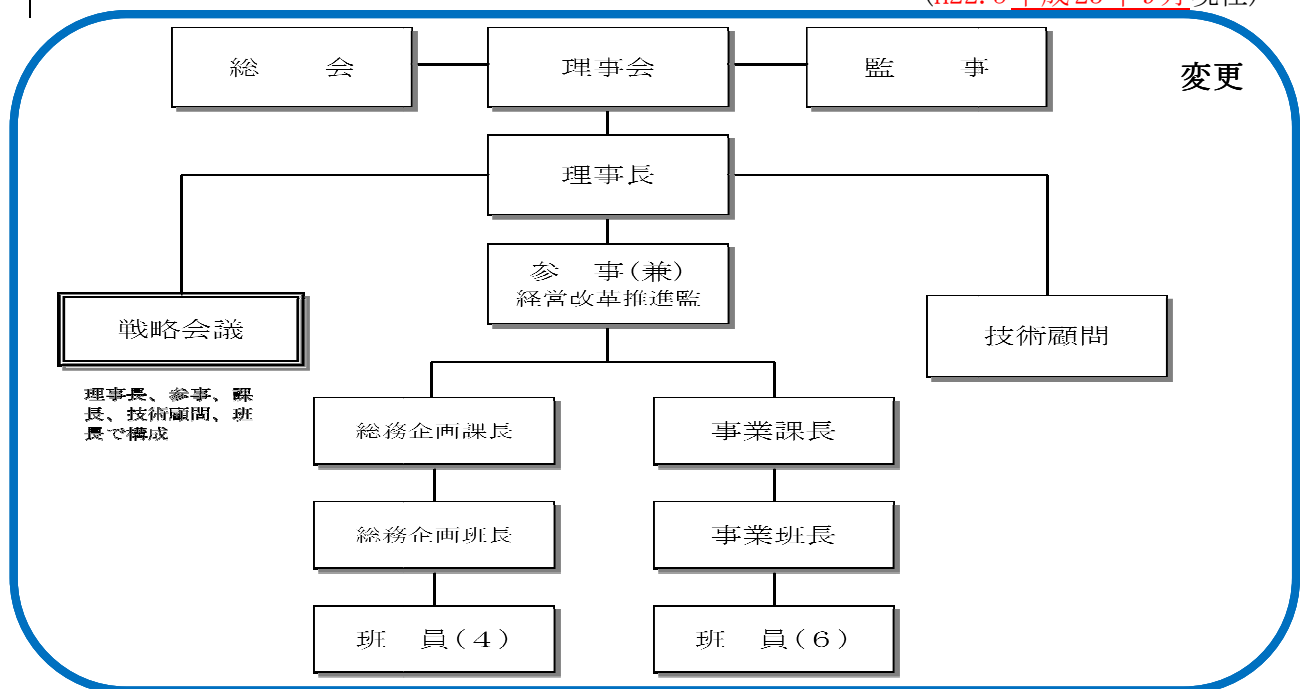 現在)
総　　会
理事会
監　　事
変更
理事長
参　事(兼)
経営改革推進監
戦略会議
技術顧問
理事長、参事、課
長、技術顧問、班
長で構成
総務企画課長
事業課長
総務企画班長
事業班長
班　員(4)
班　員(6)